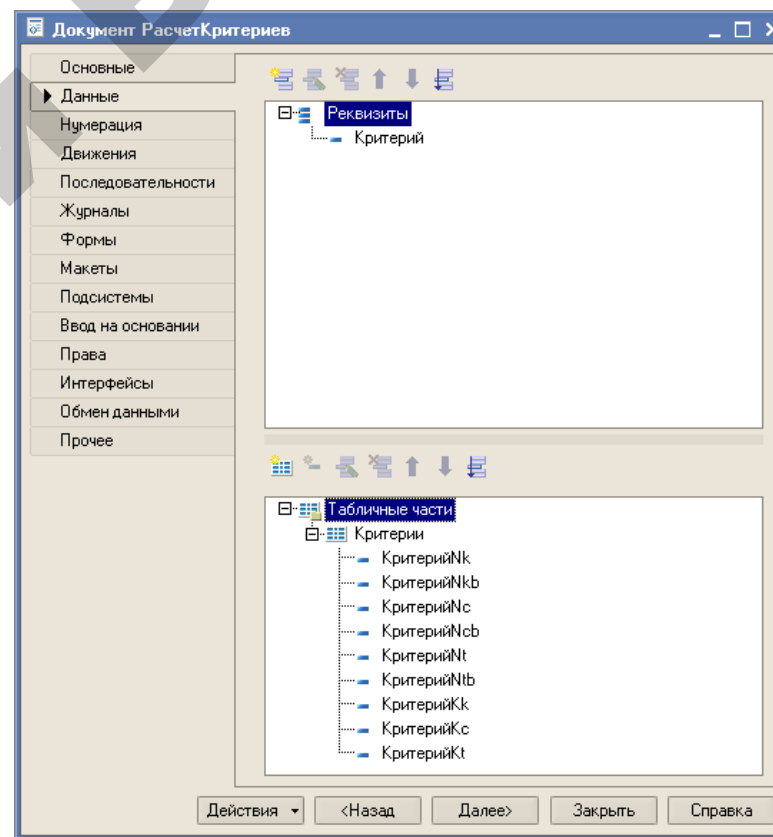 Документ РасчетКритериев
Основные
Данные
Нумерация
Движения
Последовательности
Журналы
Формы
Макеты
Подсистемы
Ввод на основании
Права
Интерфейсы
Обмен данными
Прочее
Реквизиты
Критерий
Табличные части
Критерии
КритерийNk
КритерийNkb
КритерийNc
КритерийNcb
КритерийNt
КритерийNtb
КритерийKk
КритерийKc
КритерийKt
Действия <Назад Далее> Закрыть Справка